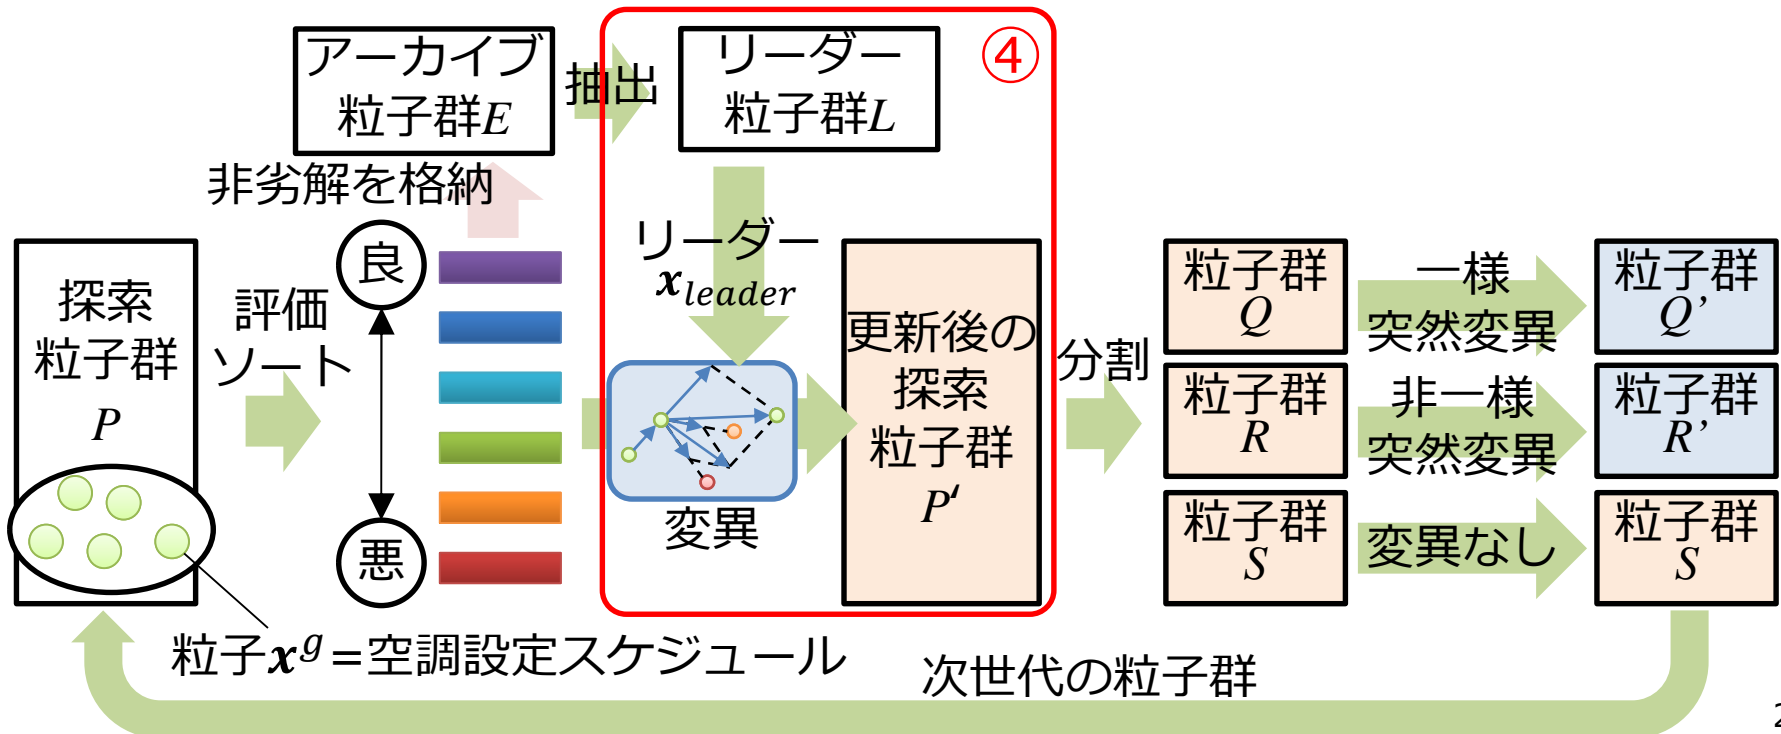 アーカイブ
粒子群E
抽出
リーダー
粒子群L
④
非劣解を格納
探索
粒子群
P
評価
ソート
良
悪
リーダー
x_leader
変異
更新後の
探索
粒子群
P'
分割
粒子群
Q
一様
突然変異
粒子群
Q’
粒子群
R
非一様
突然変異
粒子群
R’
粒子群
S
変異なし
粒子群
S
粒子x^g=空調設定スケジュール
次世代の粒子群